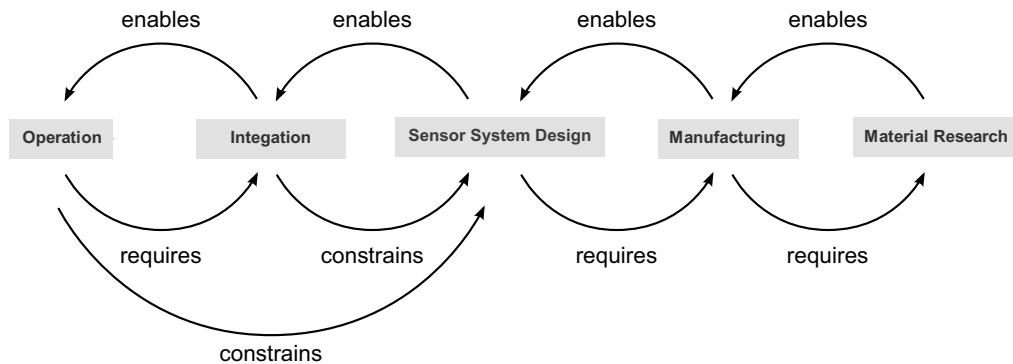 enables enables enables enables
Operation Integation Sensor System Design Manufacturing Material Research
requires constrains requires requires
constrains